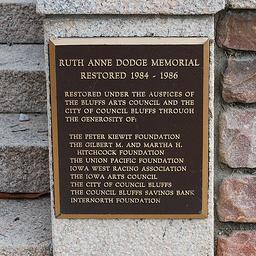 RUTH ANNE DODGE MEMORIAL
RESTORED 1984 - 1986
RESTORED UNDER THE AUSPICES OF
THE BLUFFS ARTS COUNCIL AND THE
CITY OF COUNCIL BLUFFS THROUGH
THE GENEROSITY OF:
THE PETER KIEWIT FOUNDATION
THE GILBERT M. AND MARTHA H.
HITCHCOCK FOUNDATION
THE UNION PACIFIC FOUNDATION
IOWA WEST RACING ASSOCIATION
THE IOWA ARTS COUNCIL
THE CITY OF COUNCIL BLUFFS
THE COUNCIL BLUFFS SAVINGS BANK
INTERNORTH FOUNDATION